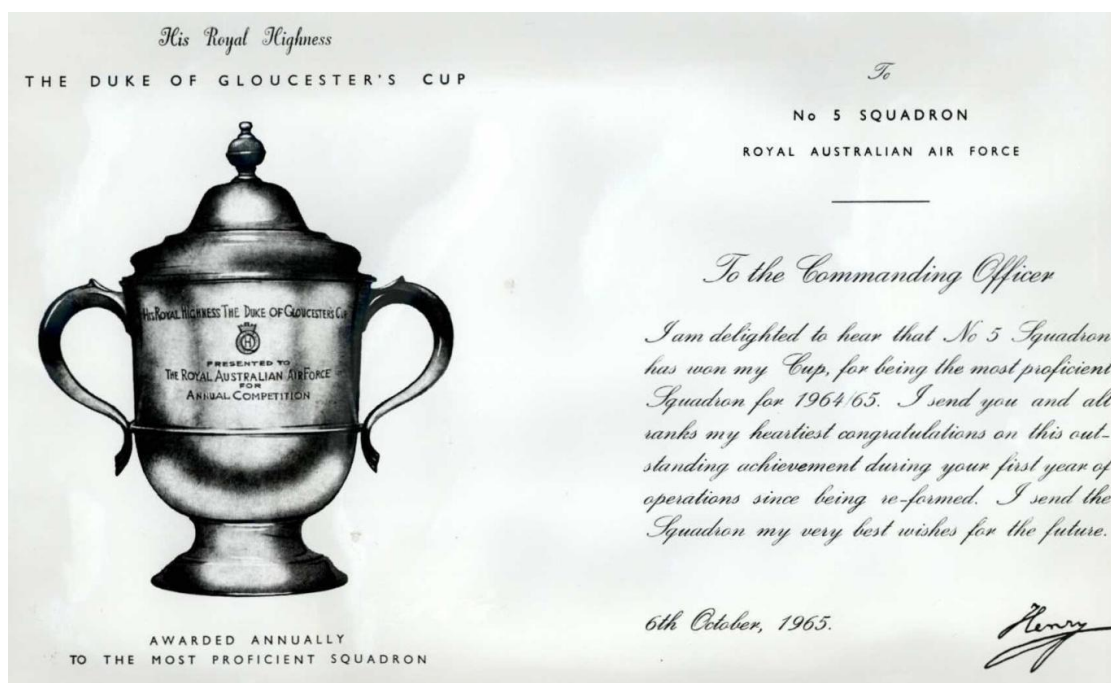 His Royal Highness
THE DUKE OF GLOUCESTER'S CUP
HIS ROYAL HIGHNESS THE DUKE OF GLOUCESTER'S CUP
H
PRESENTED TO
THE ROYAL AUSTRALIAN AIR FORCE
FOR
ANNUAL COMPETITION
AWARDED ANNUALLY
TO THE MOST PROFICIENT SQUADRON
To
No 5 SQUADRON
ROYAL AUSTRALIAN AIR FORCE
To the Commanding Officer
I am delighted to hear that No 5 Squadron
has won my Cup, for being the most proficient
Squadron for 1964/65. I send you and all
ranks my heartiest congratulations on this out-
standing achievement during your first year of
operations since being re-formed. I send the
Squadron my very best wishes for the future.
6th October, 1965.
Henry